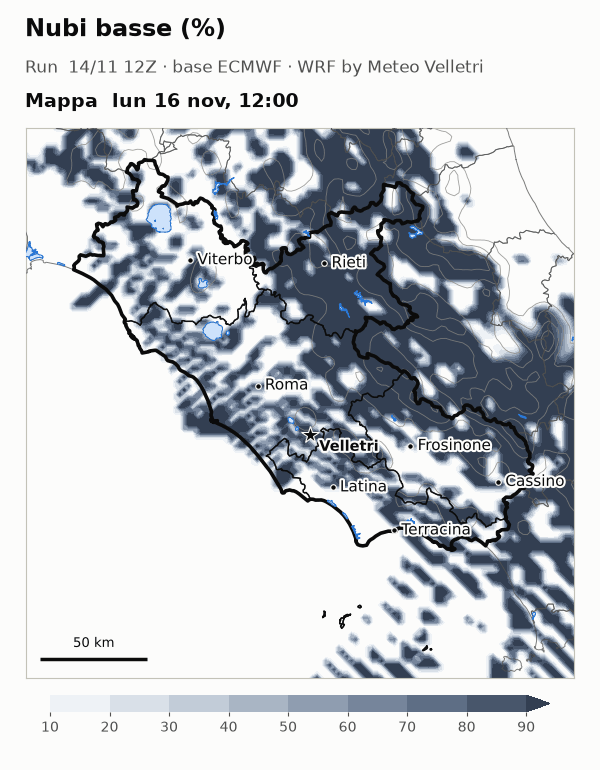 Nubi basse (%)
Run 14/11 12Z · base ECMWF · WRF by Meteo Velletri
Mappa lun 16 nov, 12:00
Viterbo
Rieti
Roma
Velletri
Frosinone
Latina
Cassino
Terracina
50 km
10 20 30 40 50 60 70 80 90